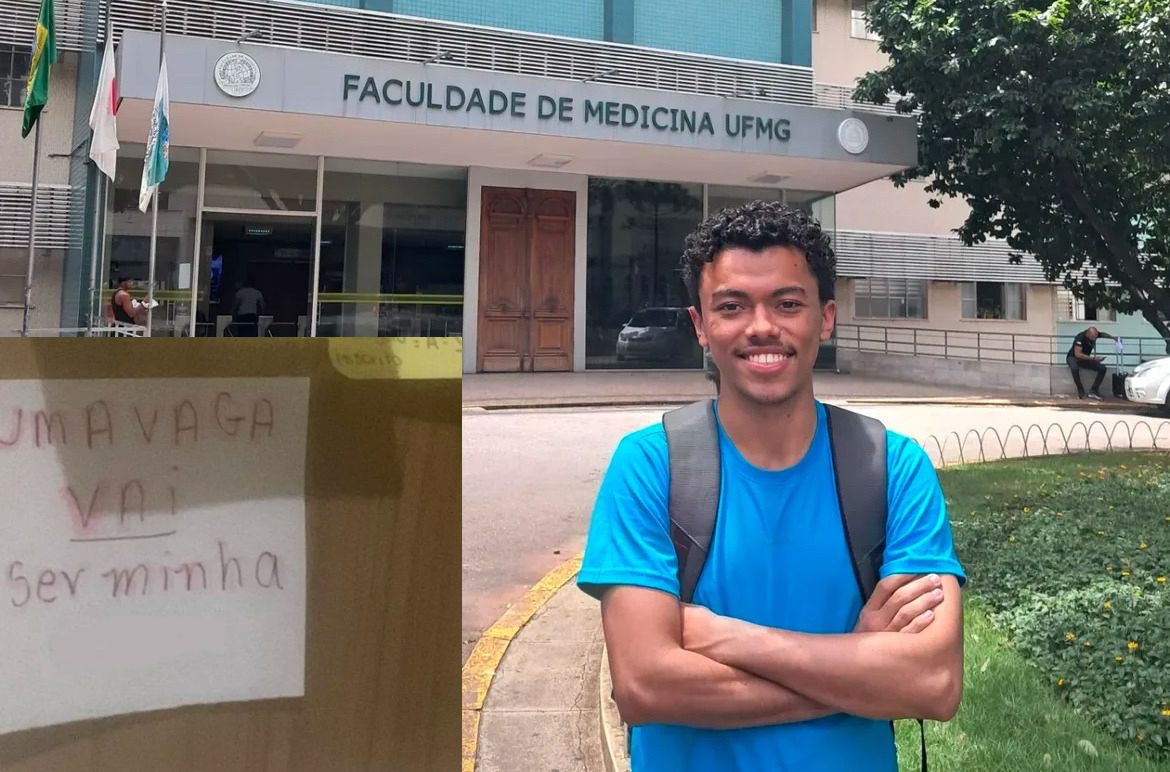 FACULDADE DE MEDICINA UFMG
UMA VAGA
VAI
ser minha